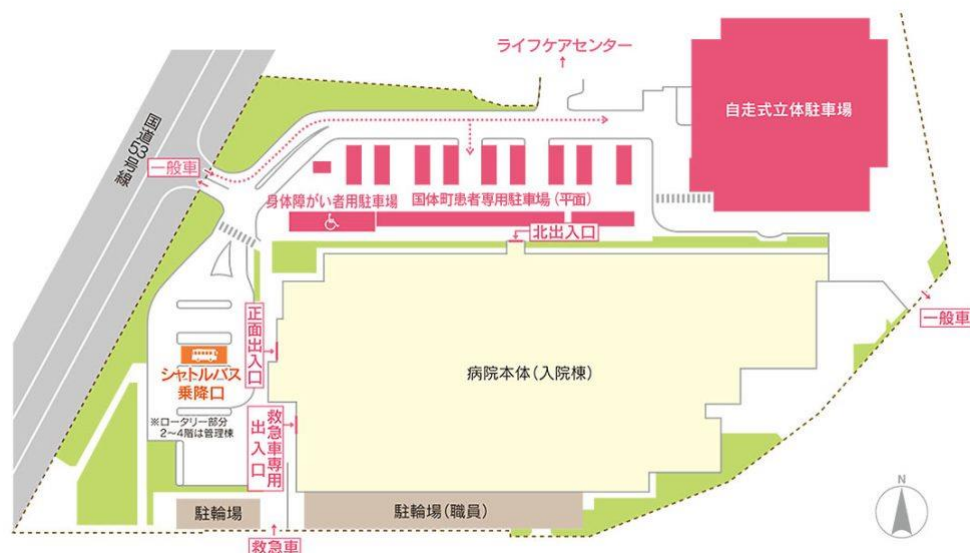 ライフケアセンター
自走式立体駐車場
国道53号線
一般車
身体障がい者用駐車場
国体町患者専用駐車場(平面)
北出入口
正面出入口
一般車
シャトルバス
乗降口
病院本体(入院棟)
※ロータリー部分
2〜4階は管理棟
救急車専用
出入口
駐輪場
駐輪場(職員)
救急車
N